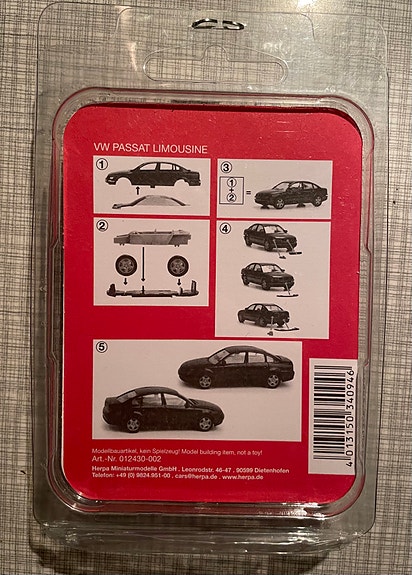 VW PASSAT LIMOUSINE
1
3
1
+
2
=
2
4
5
Modellbauartikel, kein Spielzeug! Model building item, not a toy!
Art.-Nr. 012430-002
Herpa Miniaturmodelle GmbH . Leonrodstr. 46-47 . 90599 Dietenhofen
Telefon: +49 (0) 9824.951-00 . cars@herpa.de . www.herpa.de
4 013150 340946